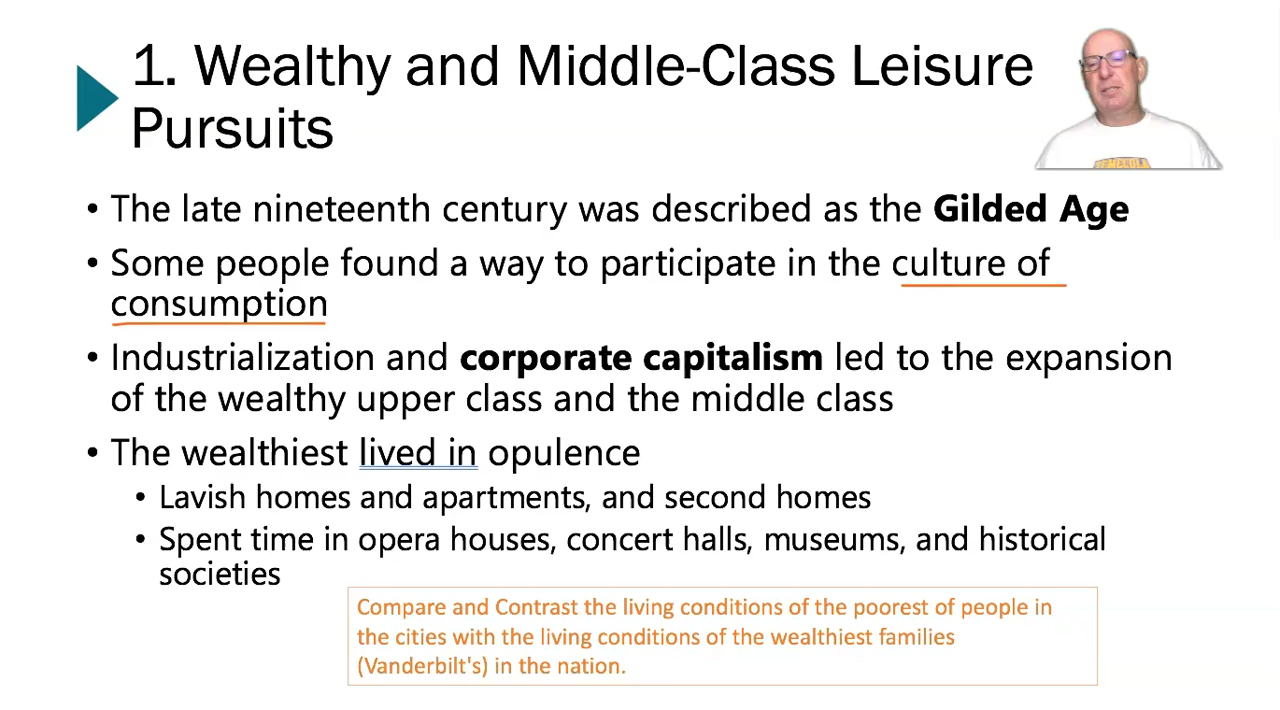 1. Wealthy and Middle-Class Leisure
Pursuits
• The late nineteenth century was described as the Gilded Age
• Some people found a way to participate in the culture of
consumption
• Industrialization and corporate capitalism led to the expansion
of the wealthy upper class and the middle class
• The wealthiest lived in opulence
• Lavish homes and apartments, and second homes
• Spent time in opera houses, concert halls, museums, and historical
societies
Compare and Contrast the living conditions of the poorest of people in
the cities with the living conditions of the wealthiest families
(Vanderbilt's) in the nation.